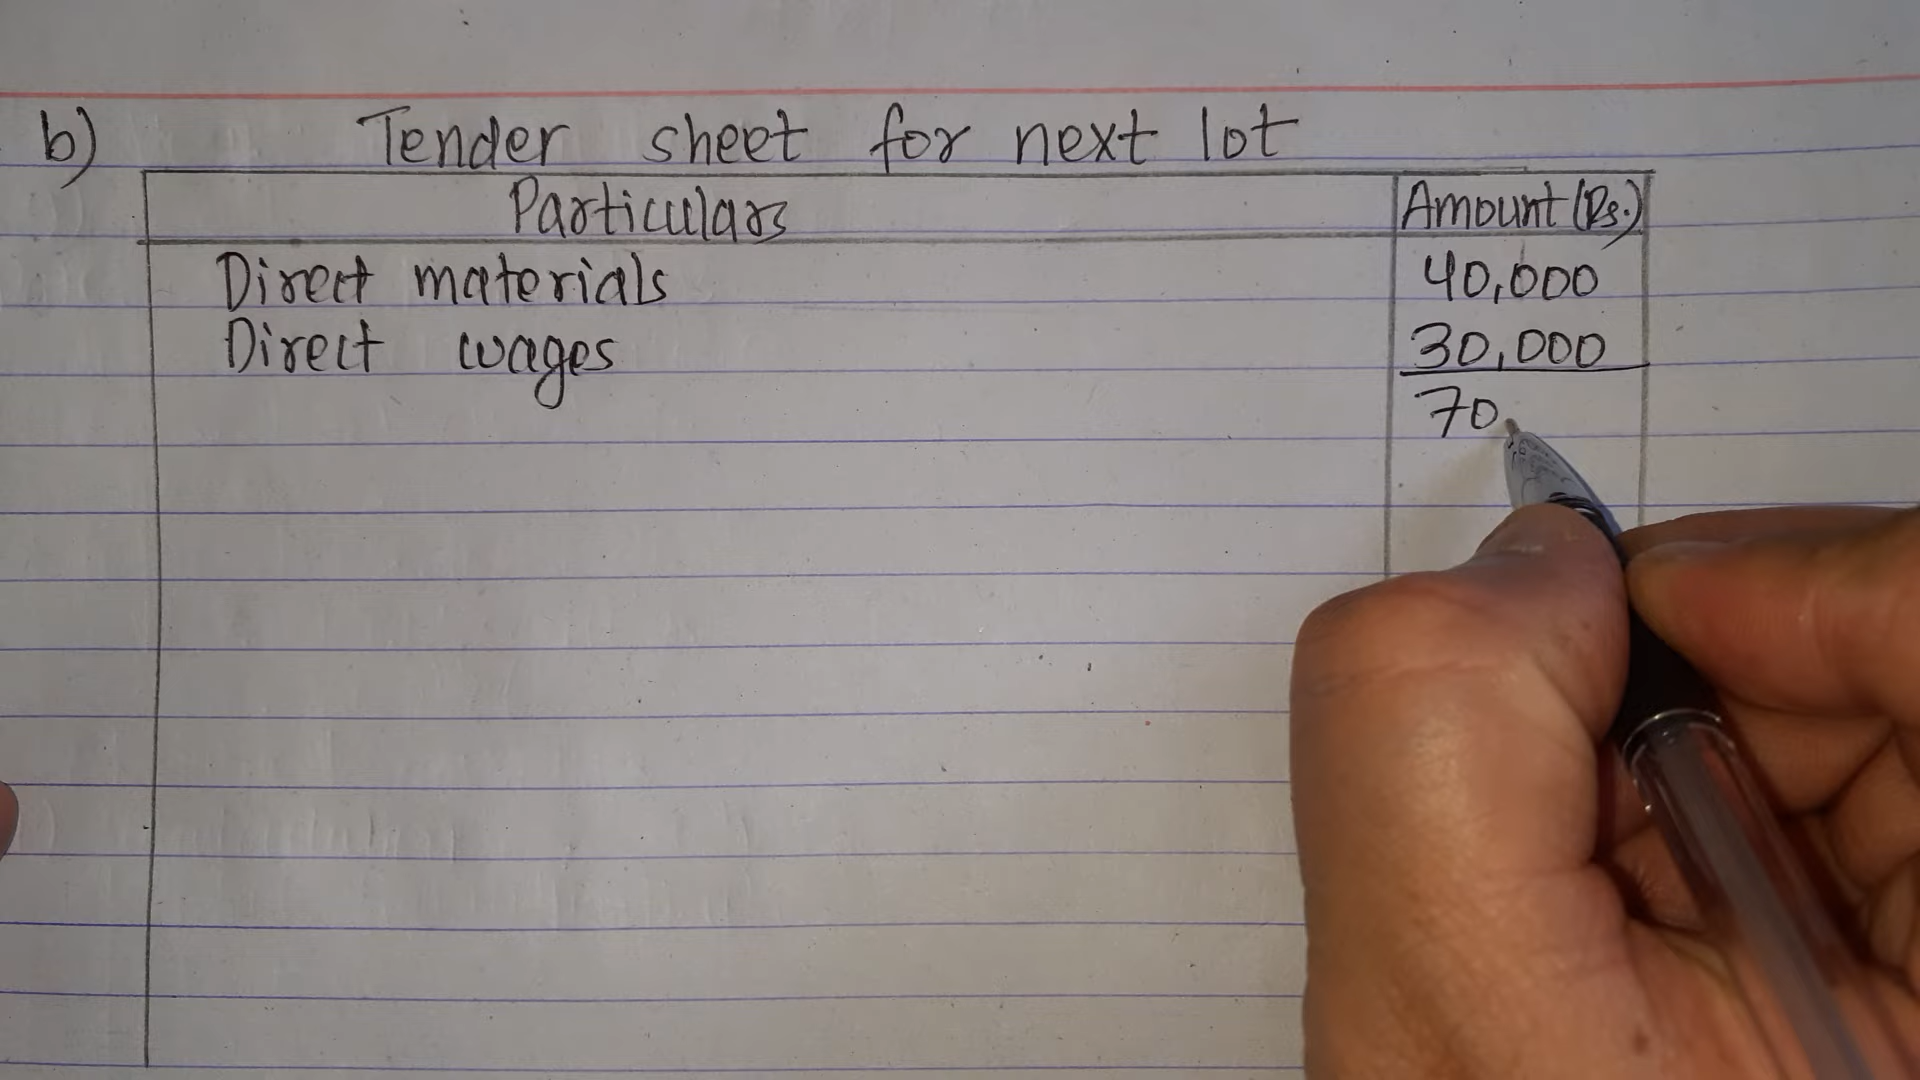 b) Tender sheet for next lot
Particulars Amount (Rs.)
Direct materials 40,000
Direct wages 30,000
70,